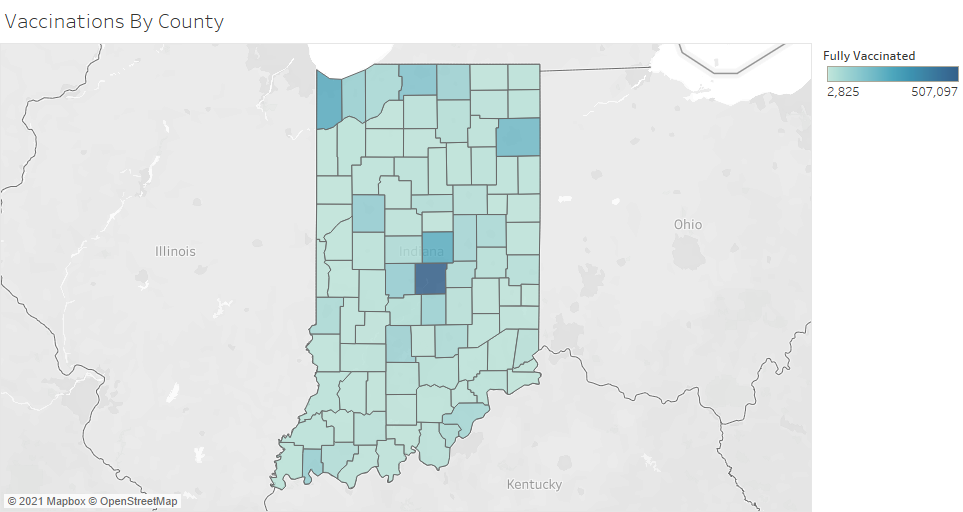 Vaccinations By County
Fully Vaccinated
2,825 507,097
Illinois
Indiana
Ohio
Kentucky
© 2021 Mapbox © OpenStreetMap